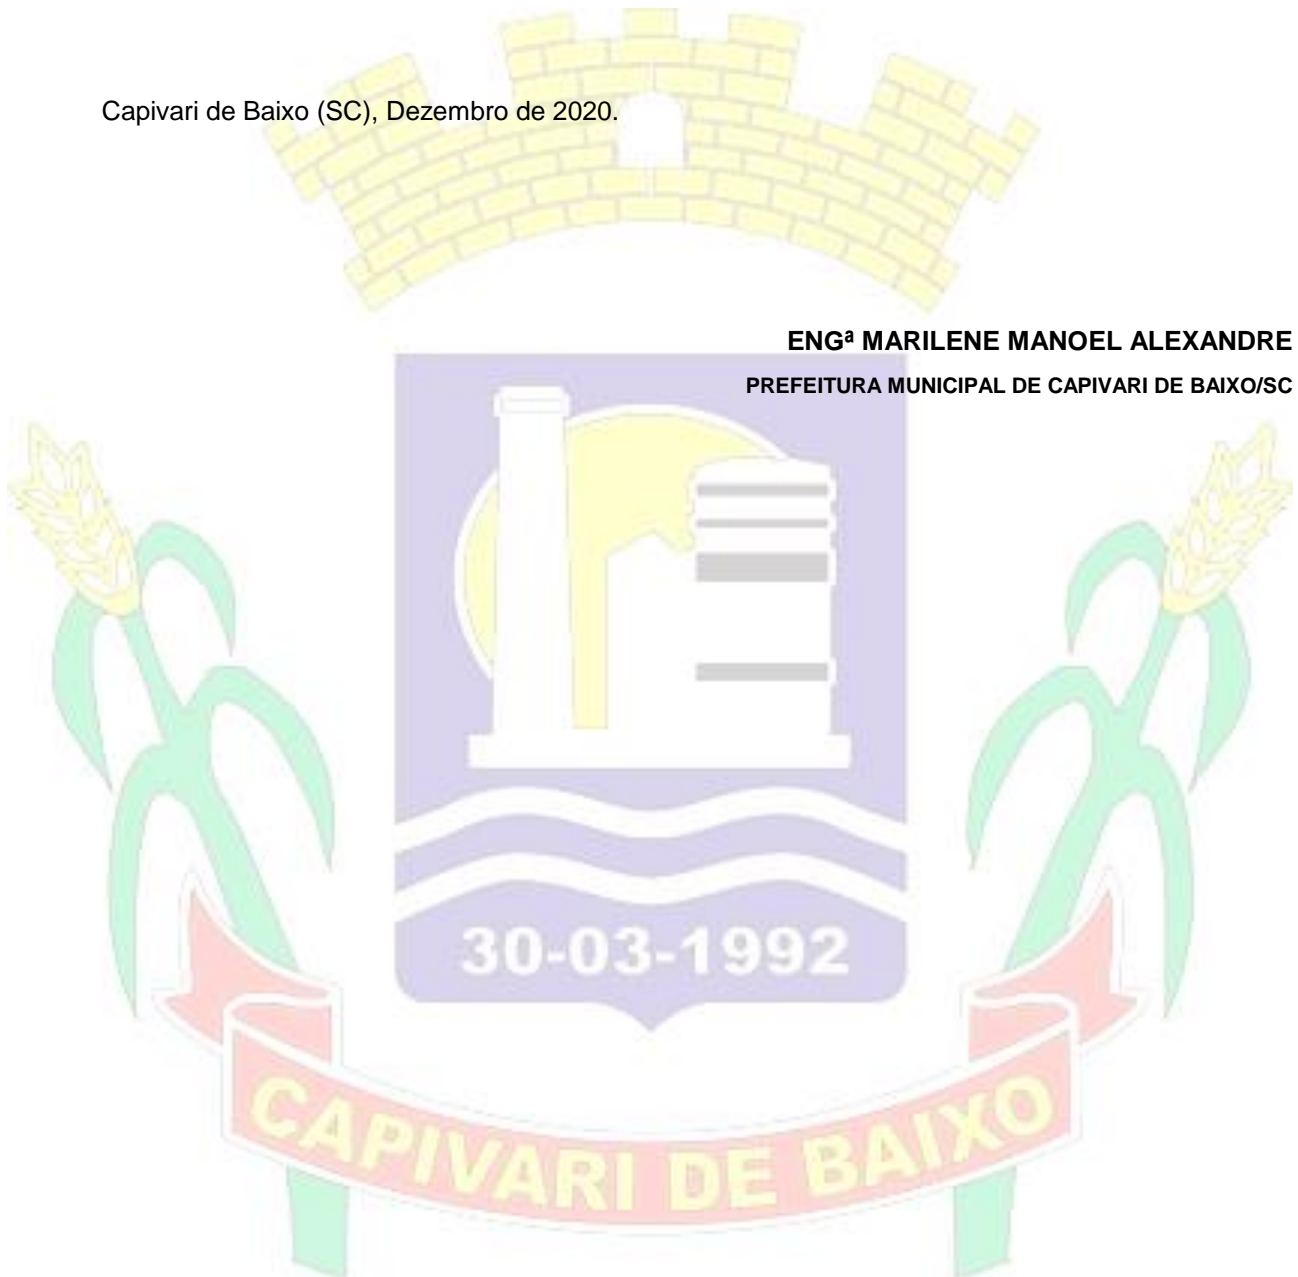 Capivari de Baixo (SC), Dezembro de 2020.
ENGª MARILENE MANOEL ALEXANDRE
PREFEITURA MUNICIPAL DE CAPIVARI DE BAIXO/SC
30-03-1992
CAPIVARI DE BAIXO